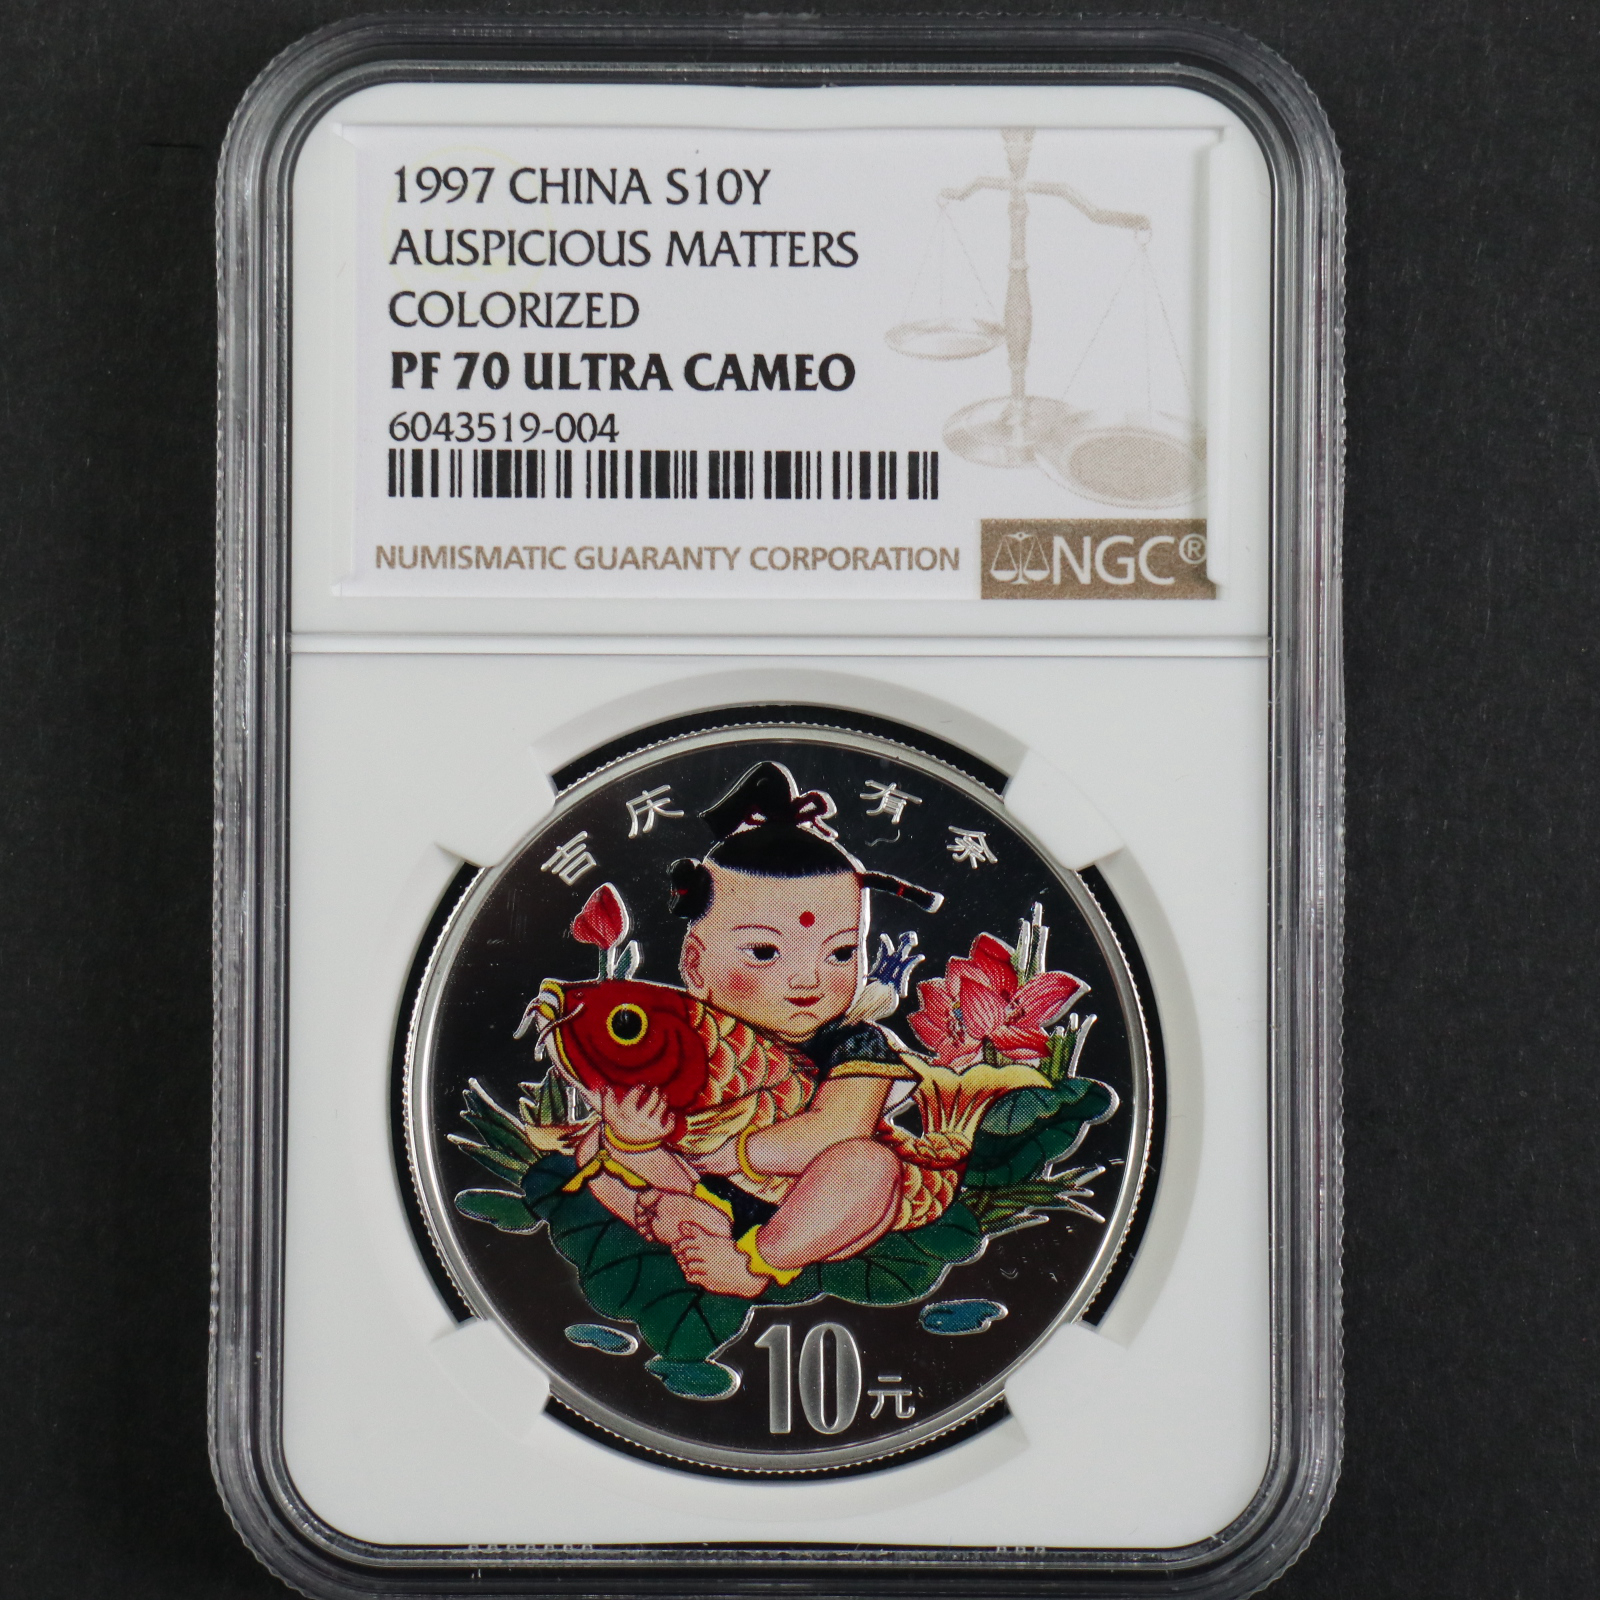 1997 CHINA S10Y
AUSPICIOUS MATTERS
COLORIZED
PF 70 ULTRA CAMEO
6043519-004
NUMISMATIC GUARANTY CORPORATION
NGC®
吉庆有余
10元